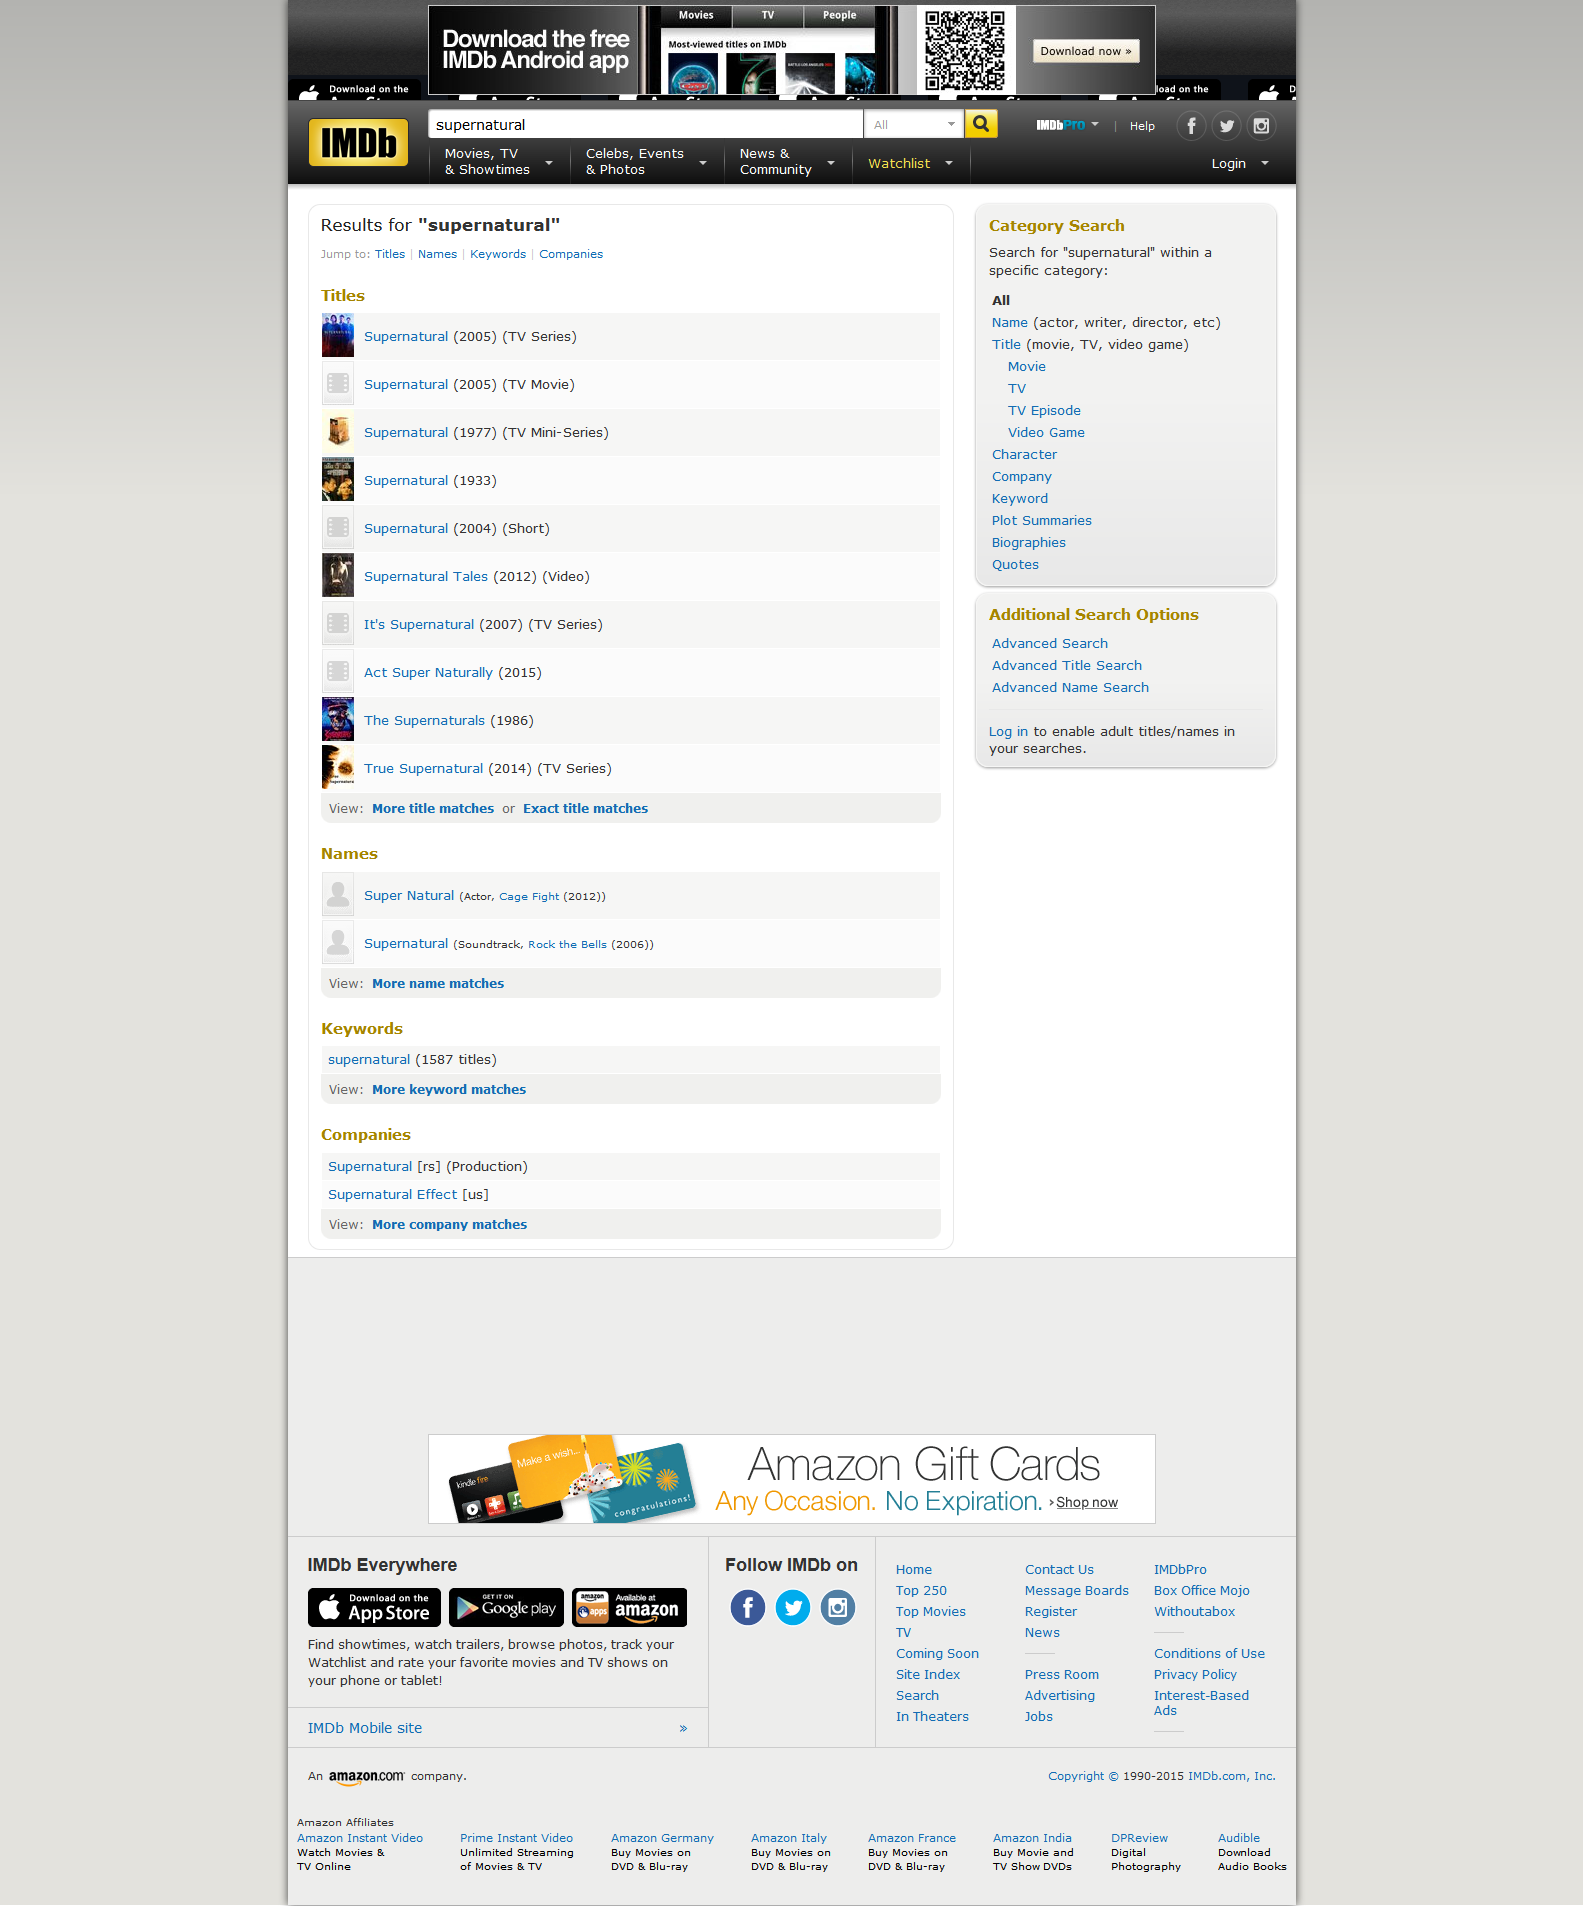 Download the free
IMDb Android app
Movies TV People
Most-viewed titles on IMDb
Download now »
Download on the
IMDb
supernatural
All
IMDbPro | Help
Movies, TV
& Showtimes
Celebs, Events
& Photos
News &
Community
Watchlist
Login
Results for "supernatural"
Jump to: Titles | Names | Keywords | Companies
Titles
Supernatural (2005) (TV Series)
Supernatural (2005) (TV Movie)
Supernatural (1977) (TV Mini-Series)
Supernatural (1933)
Supernatural (2004) (Short)
Supernatural Tales (2012) (Video)
It's Supernatural (2007) (TV Series)
Act Super Naturally (2015)
The Supernaturals (1986)
True Supernatural (2014) (TV Series)
View: More title matches or Exact title matches
Names
Super Natural (Actor, Cage Fight (2012))
Supernatural (Soundtrack, Rock the Bells (2006))
View: More name matches
Keywords
supernatural (1587 titles)
View: More keyword matches
Companies
Supernatural [rs] (Production)
Supernatural Effect [us]
View: More company matches
Category Search
Search for "supernatural" within a
specific category:
All
Name (actor, writer, director, etc)
Title (movie, TV, video game)
Movie
TV
TV Episode
Video Game
Character
Company
Keyword
Plot Summaries
Biographies
Quotes
Additional Search Options
Advanced Search
Advanced Title Search
Advanced Name Search
Log in to enable adult titles/names in
your searches.
kindle fire
Make a wish...
congratulations!
Amazon Gift Cards
Any Occasion. No Expiration. › Shop now
IMDb Everywhere
Download on the
App Store
GET IT ON
Google play
amazon
apps
Available at
amazon
Find showtimes, watch trailers, browse photos, track your
Watchlist and rate your favorite movies and TV shows on
your phone or tablet!
IMDb Mobile site »
Follow IMDb on
Home
Top 250
Top Movies
TV
Coming Soon
Site Index
Search
In Theaters
Contact Us
Message Boards
Register
News
Press Room
Advertising
Jobs
IMDbPro
Box Office Mojo
Withoutabox
Conditions of Use
Privacy Policy
Interest-Based
Ads
An amazon.com company.
Copyright © 1990-2015 IMDb.com, Inc.
Amazon Affiliates
Amazon Instant Video
Watch Movies &
TV Online
Prime Instant Video
Unlimited Streaming
of Movies & TV
Amazon Germany
Buy Movies on
DVD & Blu-ray
Amazon Italy
Buy Movies on
DVD & Blu-ray
Amazon France
Buy Movies on
DVD & Blu-ray
Amazon India
Buy Movie and
TV Show DVDs
DPReview
Digital
Photography
Audible
Download
Audio Books